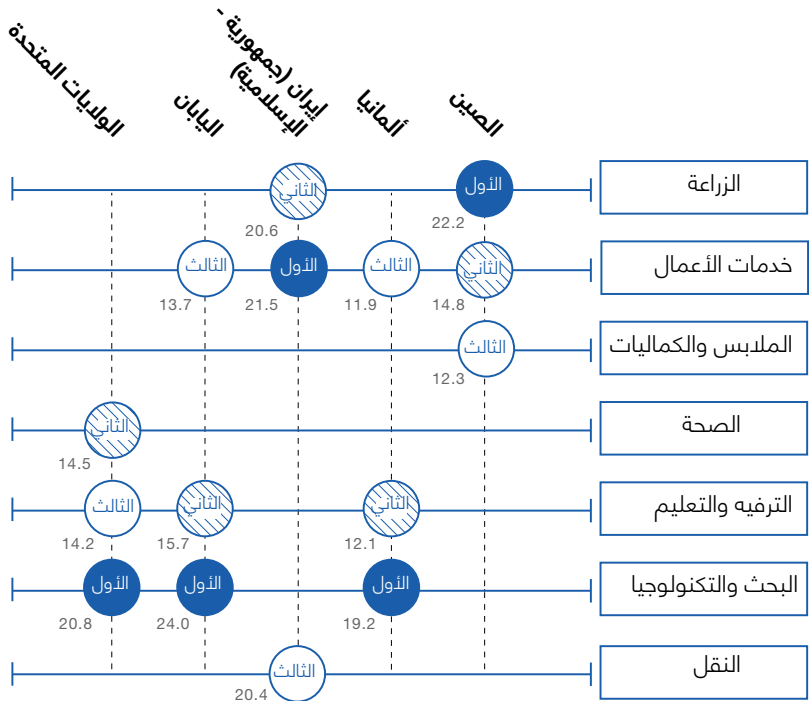 الصين
ألمانيا
إيران (جمهورية -
الإسلامية)
اليابان
الولايات المتحدة
الزراعة
الأول
22.2
الثاني
20.6
خدمات الأعمال
الثاني
14.8
الثالث
11.9
الأول
21.5
الثالث
13.7
الملابس والكماليات
الثالث
12.3
الصحة
الثاني
14.5
الترفيه والتعليم
الثاني
12.1
الثاني
15.7
الثالث
14.2
البحث والتكنولوجيا
الأول
19.2
الأول
24.0
الأول
20.8
النقل
الثالث
20.4